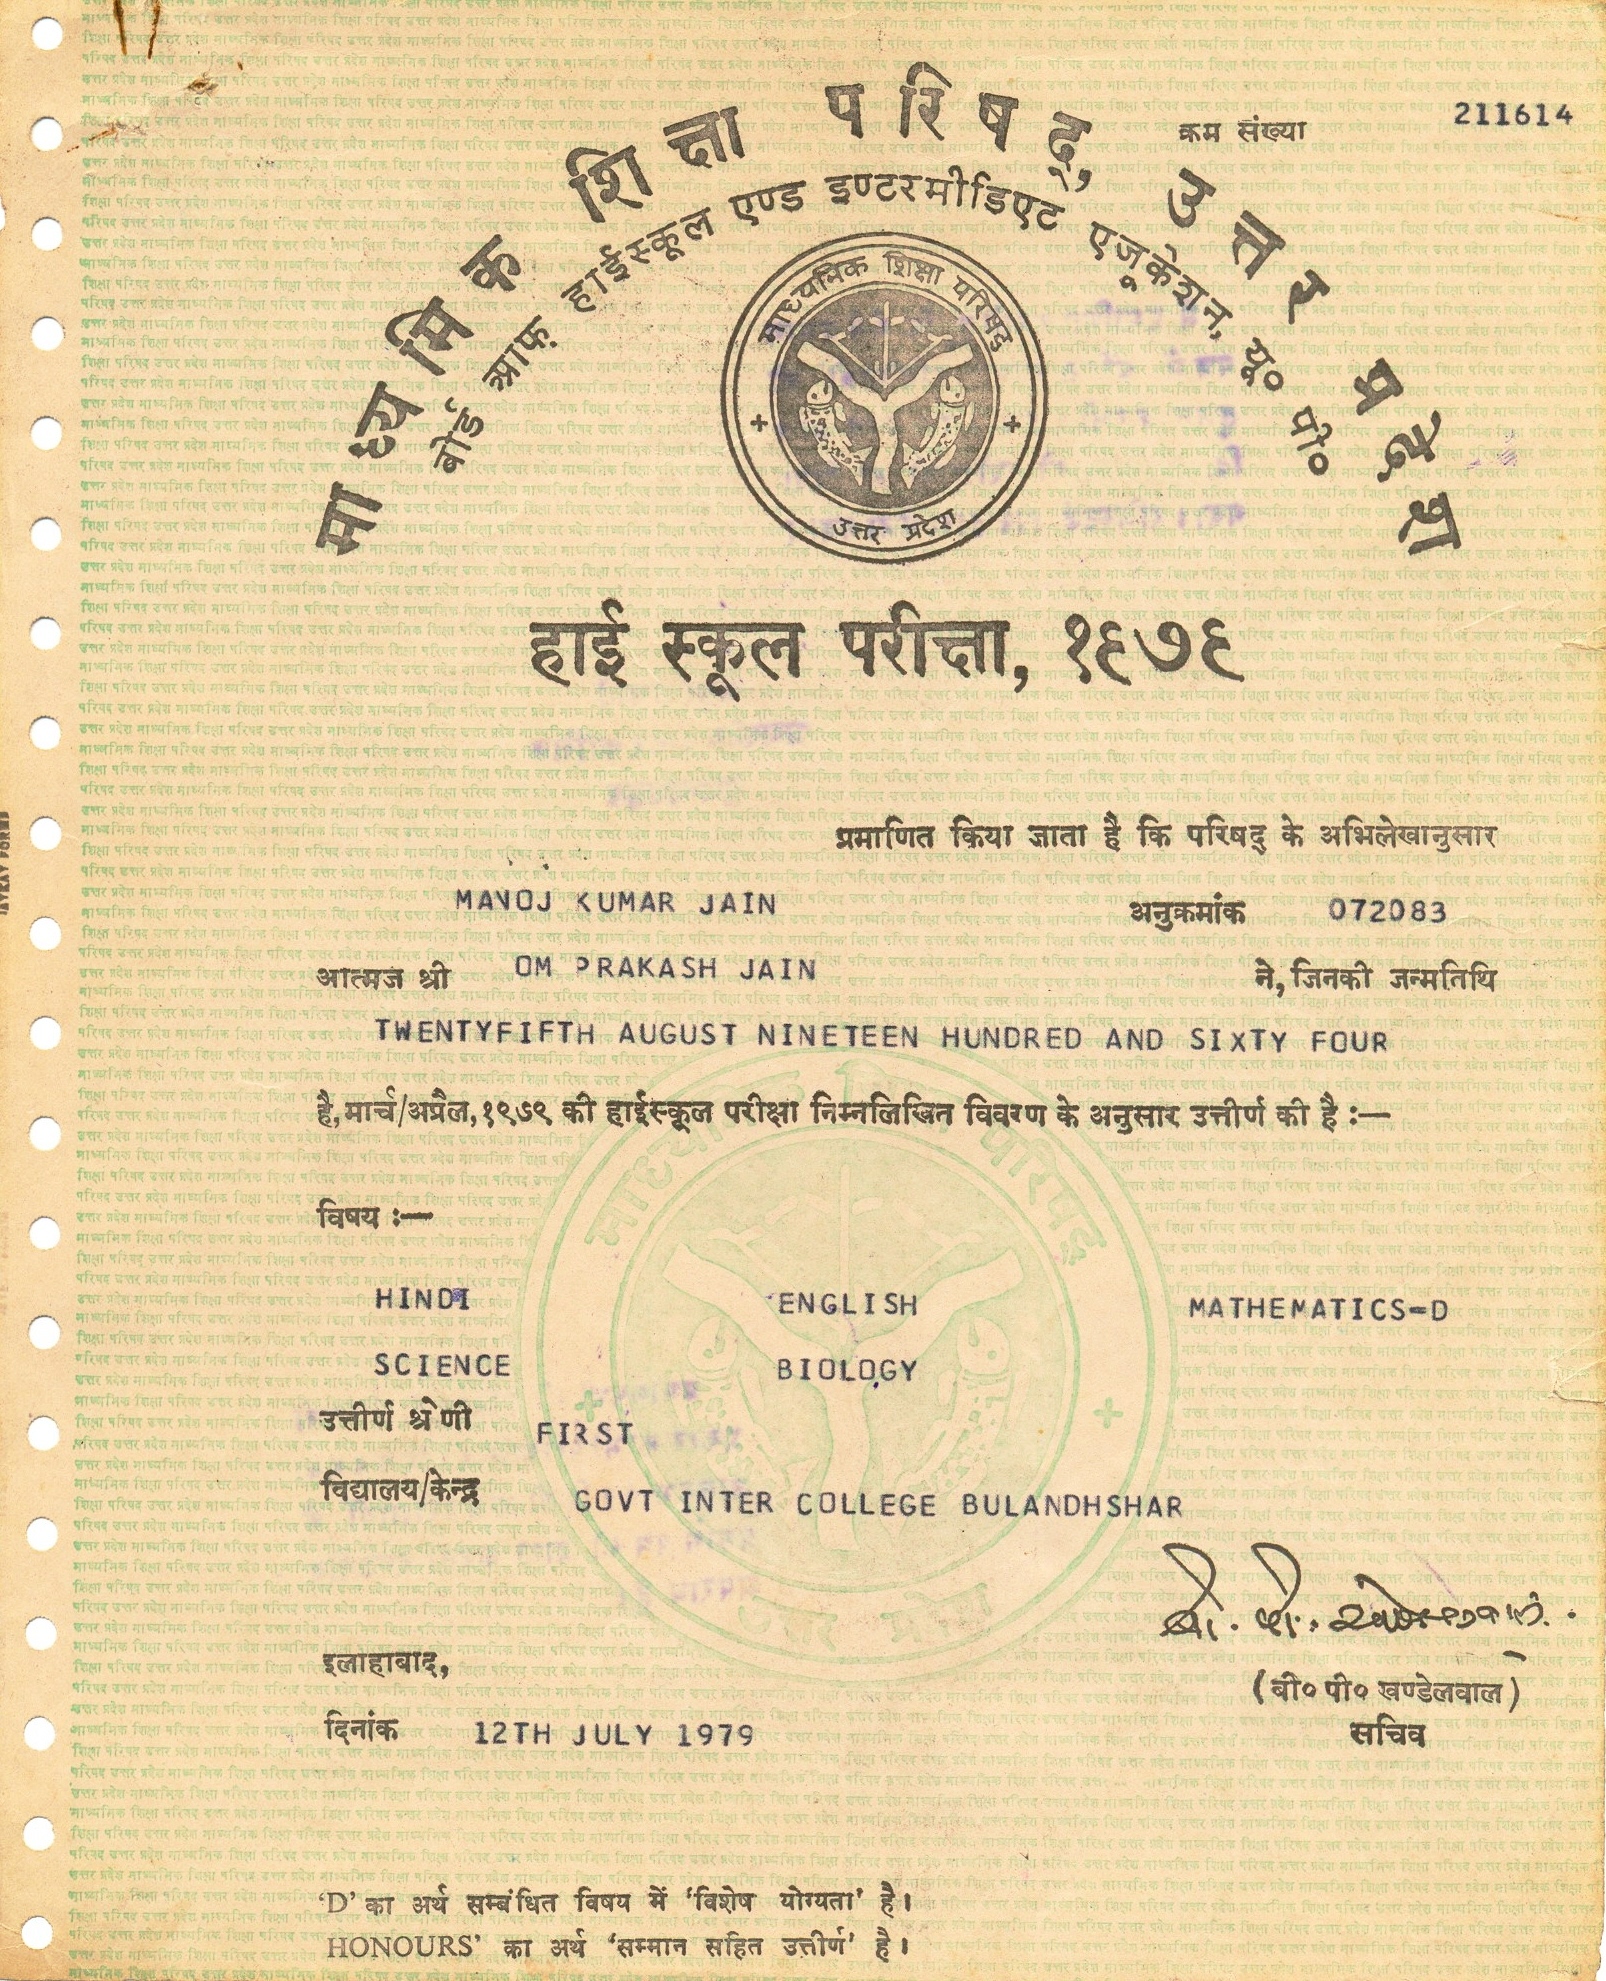 क्रम संख्या 211614
माध्यमिक शिक्षा परिषद्, उत्तर प्रदेश
बोर्ड आफ़ हाईस्कूल एण्ड इण्टरमीडिएट एजूकेशन, यू० पी०
माध्यमिक शिक्षा परिषद्
उत्तर प्रदेश
हाई स्कूल परीक्षा, १९७९
प्रमाणित किया जाता है कि परिषद् के अभिलेखानुसार
MANOJ KUMAR JAIN अनुक्रमांक 072083
आत्मज श्री OM PRAKASH JAIN ने, जिनकी जन्मतिथि
TWENTYFIFTH AUGUST NINETEEN HUNDRED AND SIXTY FOUR
है, मार्च/अप्रैल, १९७९ की हाईस्कूल परीक्षा निम्नलिखित विवरण के अनुसार उत्तीर्ण की है :—
विषय :—
HINDI ENGLISH MATHEMATICS=D
SCIENCE BIOLOGY
उत्तीर्ण श्रेणी FIRST
विद्यालय/केन्द्र GOVT INTER COLLEGE BULANDHSHAR
बी. पी. खण्डेलवाल.
इलाहाबाद,
(बी० पी० खण्डेलवाल)
दिनांक 12TH JULY 1979 सचिव
‘D’ का अर्थ सम्बंधित विषय में ‘विशेष योग्यता’ है।
HONOURS’ का अर्थ ‘सम्मान सहित उत्तीर्ण’ है।